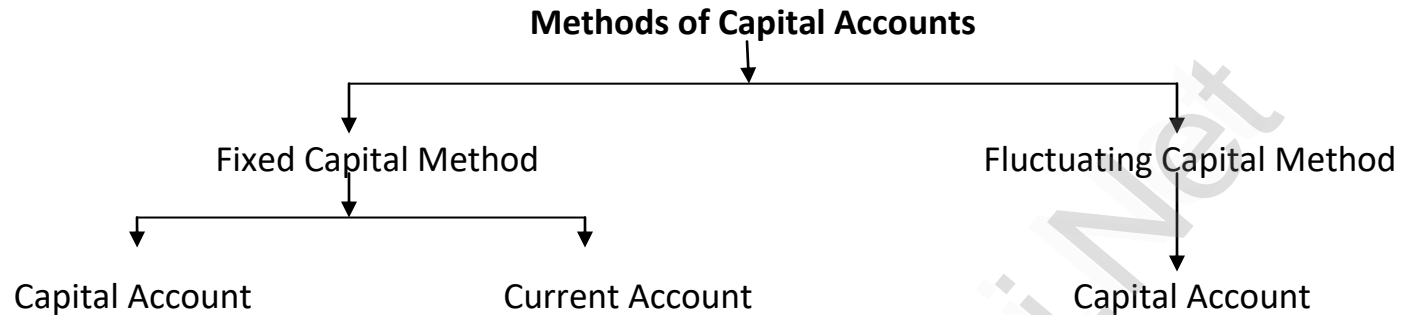 Methods of Capital Accounts
Fixed Capital Method Fluctuating Capital Method
Capital Account Current Account Capital Account